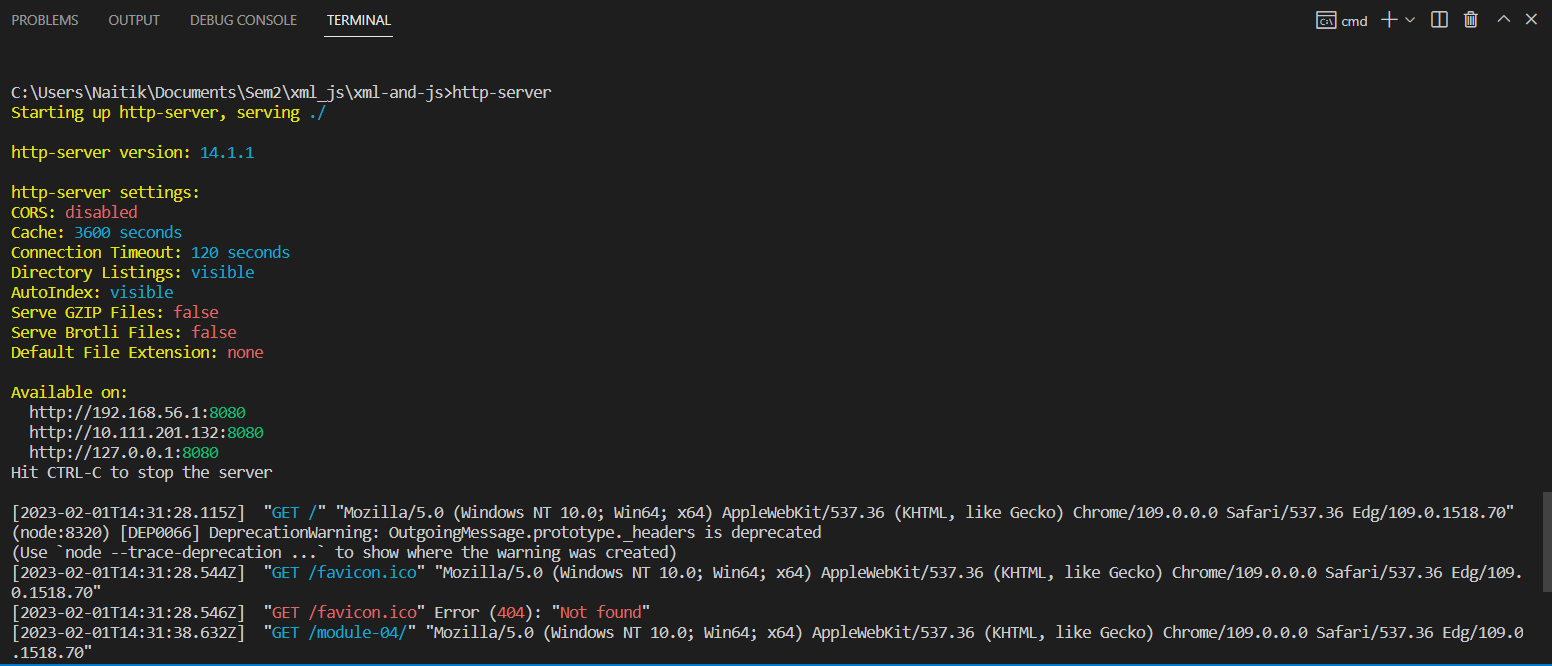 PROBLEMS OUTPUT DEBUG CONSOLE TERMINAL cmd
C:\Users\Naitik\Documents\Sem2\xml_js\xml-and-js>http-server
Starting up http-server, serving ./
http-server version: 14.1.1
http-server settings:
CORS: disabled
Cache: 3600 seconds
Connection Timeout: 120 seconds
Directory Listings: visible
AutoIndex: visible
Serve GZIP Files: false
Serve Brotli Files: false
Default File Extension: none
Available on:
  http://192.168.56.1:8080
  http://10.111.201.132:8080
  http://127.0.0.1:8080
Hit CTRL-C to stop the server
[2023-02-01T14:31:28.115Z]  "GET /" "Mozilla/5.0 (Windows NT 10.0; Win64; x64) AppleWebKit/537.36 (KHTML, like Gecko) Chrome/109.0.0.0 Safari/537.36 Edg/109.0.1518.70"
(node:8320) [DEP0066] DeprecationWarning: OutgoingMessage.prototype._headers is deprecated
(Use `node --trace-deprecation ...` to show where the warning was created)
[2023-02-01T14:31:28.544Z]  "GET /favicon.ico" "Mozilla/5.0 (Windows NT 10.0; Win64; x64) AppleWebKit/537.36 (KHTML, like Gecko) Chrome/109.0.0.0 Safari/537.36 Edg/109.
0.1518.70"
[2023-02-01T14:31:28.546Z]  "GET /favicon.ico" Error (404): "Not found"
[2023-02-01T14:31:38.632Z]  "GET /module-04/" "Mozilla/5.0 (Windows NT 10.0; Win64; x64) AppleWebKit/537.36 (KHTML, like Gecko) Chrome/109.0.0.0 Safari/537.36 Edg/109.0
.1518.70"